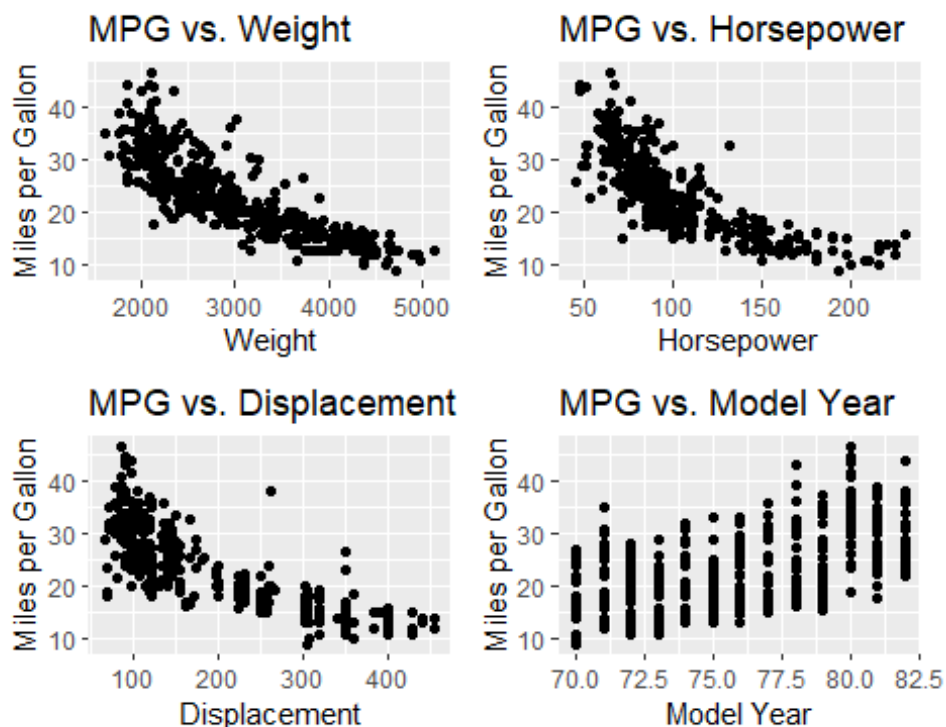 MPG vs. Weight
Miles per Gallon
40
30
20
10
2000 3000 4000 5000
Weight
MPG vs. Horsepower
Miles per Gallon
40
30
20
10
50 100 150 200
Horsepower
MPG vs. Displacement
Miles per Gallon
40
30
20
10
100 200 300 400
Displacement
MPG vs. Model Year
Miles per Gallon
40
30
20
10
70.0 72.5 75.0 77.5 80.0 82.5
Model Year